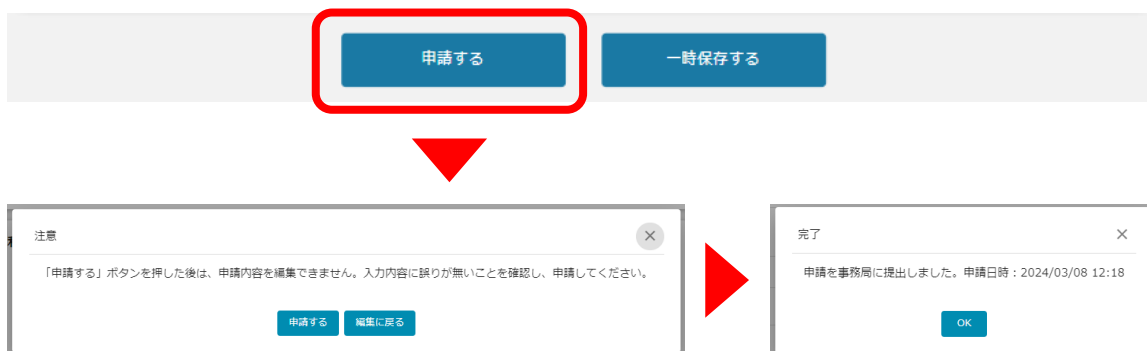 申請する
一時保存する
注意
「申請する」ボタンを押した後は、申請内容を編集できません。入力内容に誤りが無いことを確認し、申請してください。
申請する
編集に戻る
完了
申請を事務局に提出しました。申請日時：2024/03/08 12:18
OK